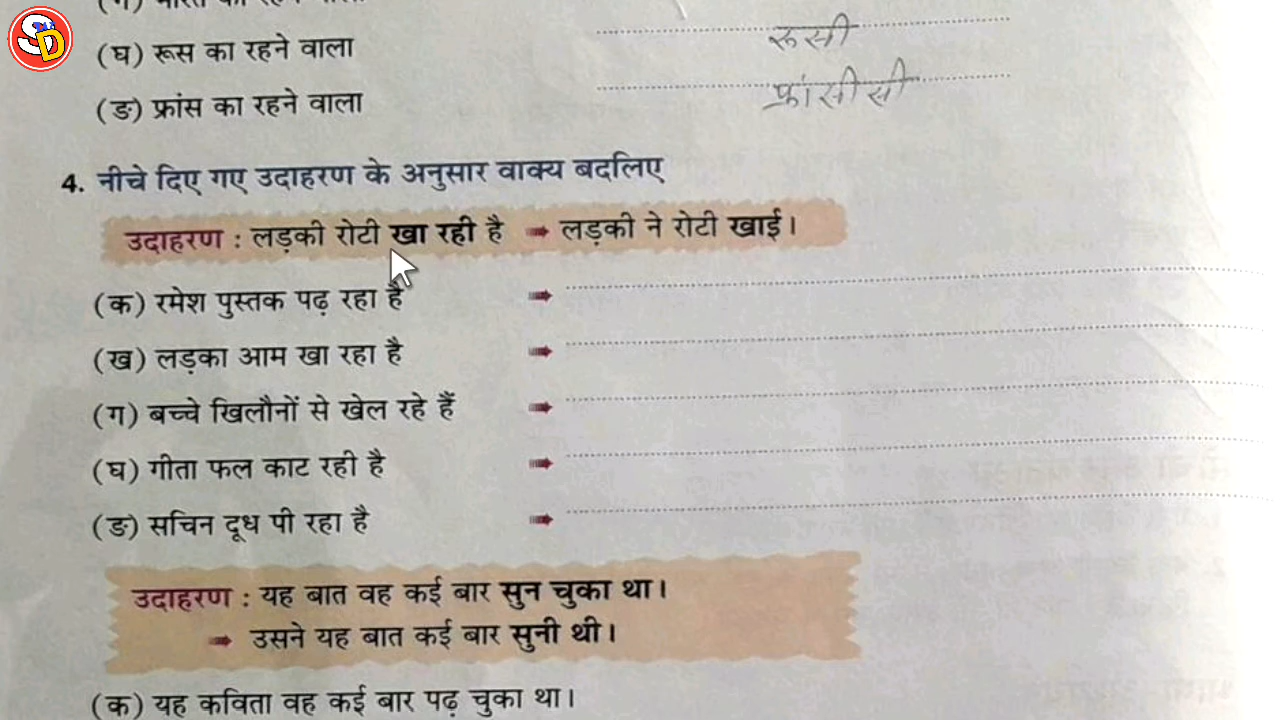 SD
(घ) रूस का रहने वाला रूसी
(ङ) फ्रांस का रहने वाला फ्रांसीसी
4. नीचे दिए गए उदाहरण के अनुसार वाक्य बदलिए
उदाहरण : लड़की रोटी खा रही है ➡ लड़की ने रोटी खाई।
(क) रमेश पुस्तक पढ़ रहा है ➡
(ख) लड़का आम खा रहा है ➡
(ग) बच्चे खिलौनों से खेल रहे हैं ➡
(घ) गीता फल काट रही है ➡
(ङ) सचिन दूध पी रहा है ➡
उदाहरण : यह बात वह कई बार सुन चुका था।
➡ उसने यह बात कई बार सुनी थी।
(क) यह कविता वह कई बार पढ़ चुका था।